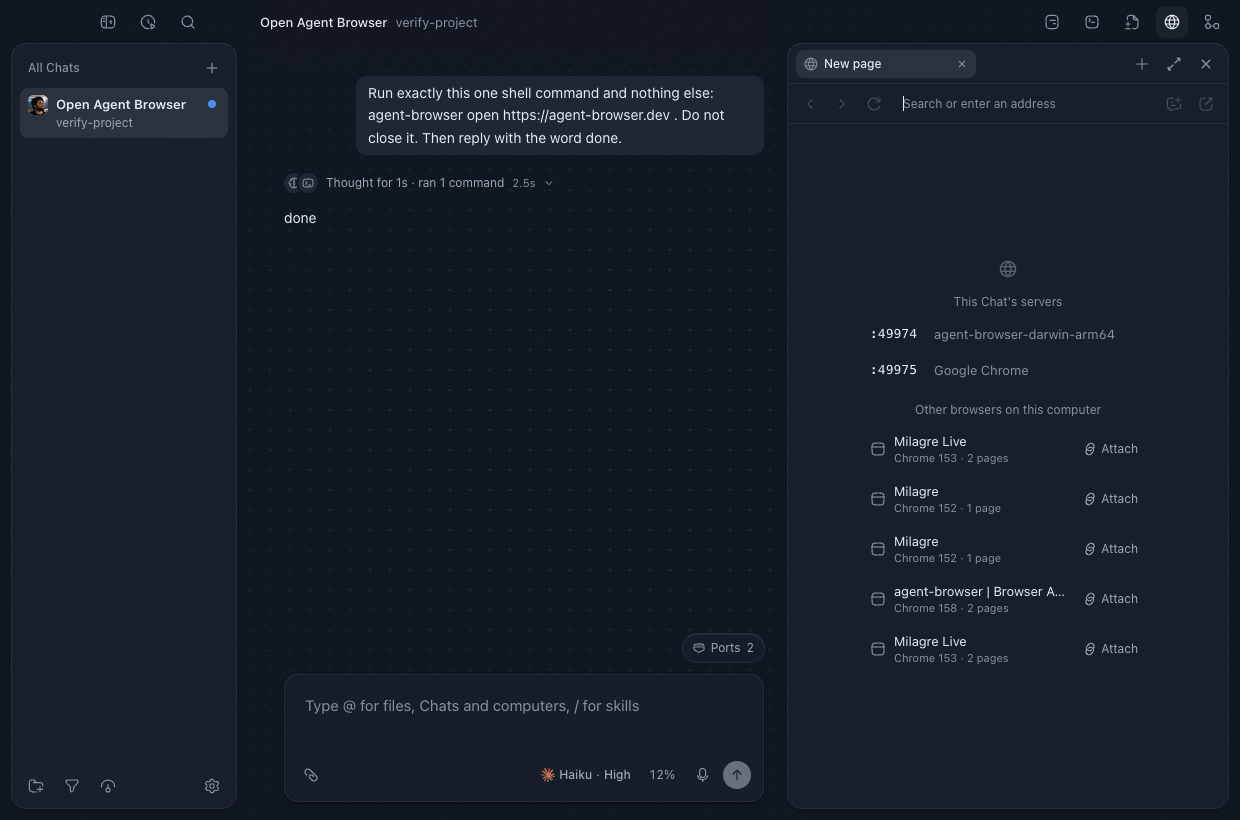 Open Agent Browser verify-project
All Chats
Open Agent Browser
verify-project
Run exactly this one shell command and nothing else:
agent-browser open https://agent-browser.dev . Do not
close it. Then reply with the word done.
Thought for 1s · ran 1 command 2.5s
done
Ports 2
Type @ for files, Chats and computers, / for skills
Haiku · High 12%
New page
Search or enter an address
This Chat's servers
:49974 agent-browser-darwin-arm64
:49975 Google Chrome
Other browsers on this computer
Milagre Live
Chrome 153 · 2 pages
Attach
Milagre
Chrome 152 · 1 page
Attach
Milagre
Chrome 152 · 1 page
Attach
agent-browser | Browser A...
Chrome 158 · 2 pages
Attach
Milagre Live
Chrome 153 · 2 pages
Attach